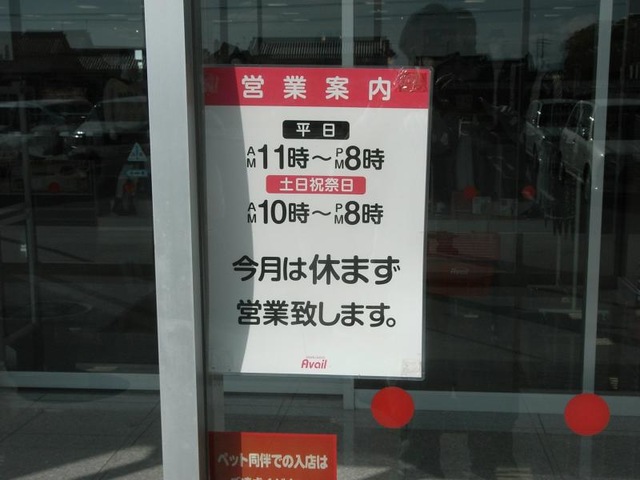 営業案内
平日
AM11時～PM8時
土日祝祭日
AM10時～PM8時
今月は休まず
営業致します。
Avail
ペット同伴での入店は